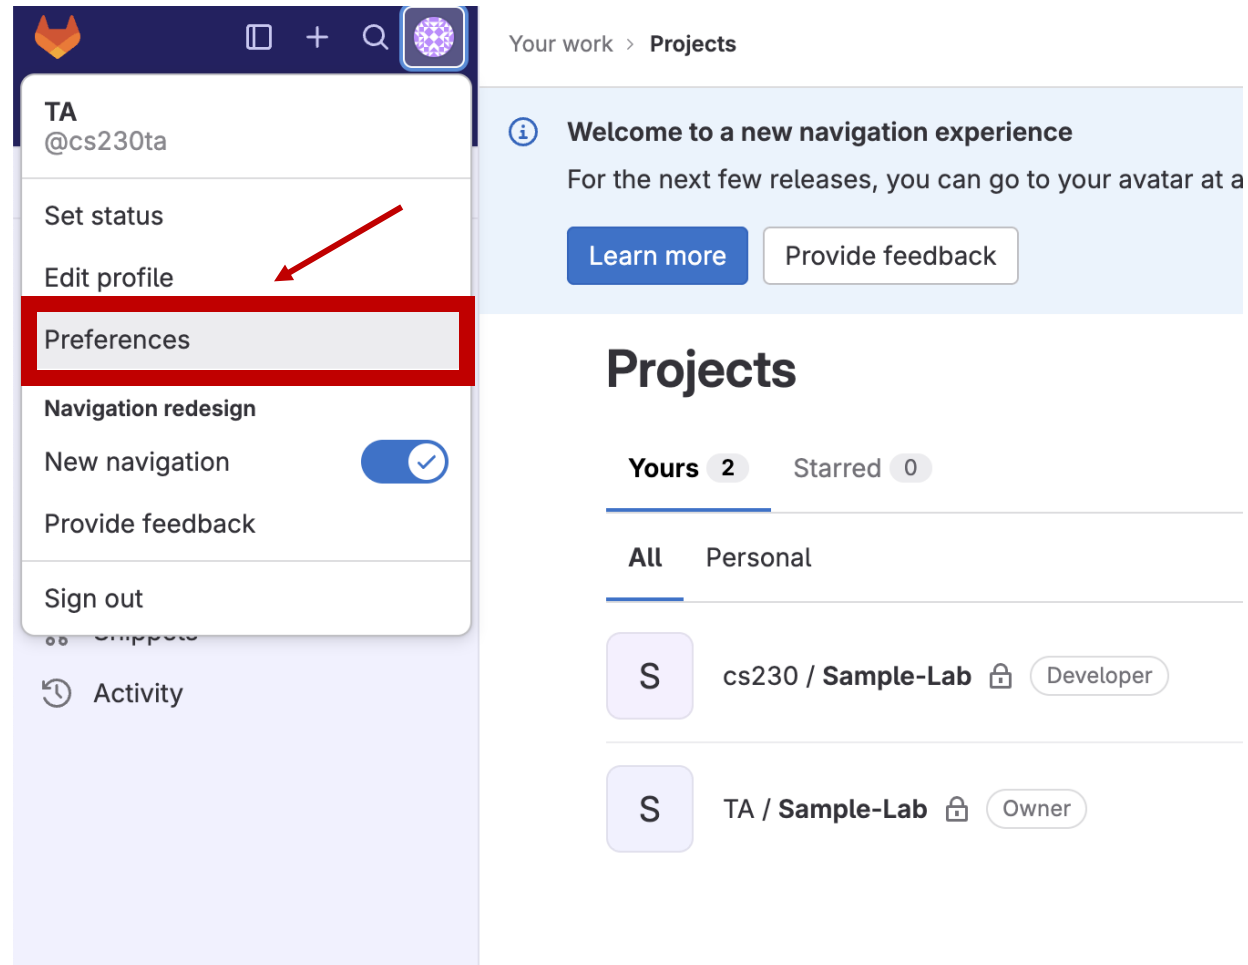 Your work › Projects
TA
@cs230ta
Set status
Edit profile
Preferences
Navigation redesign
New navigation
Provide feedback
Sign out
Snippets
Activity
Welcome to a new navigation experience
For the next few releases, you can go to your avatar at a
Learn more
Provide feedback
Projects
Yours 2
Starred 0
All
Personal
S
cs230 / Sample-Lab
Developer
S
TA / Sample-Lab
Owner